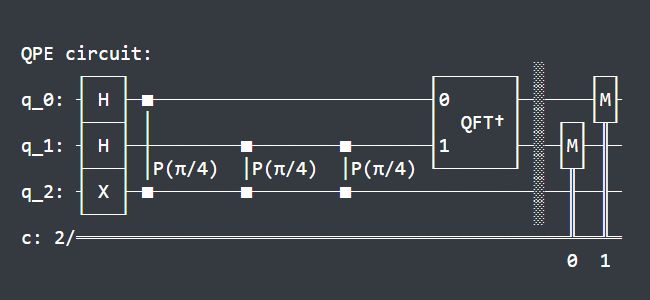 QPE circuit:
q_0: H 0 M
QFT†
q_1: H 1 M
P(π/4) P(π/4) P(π/4)
q_2: X
c: 2/
0 1